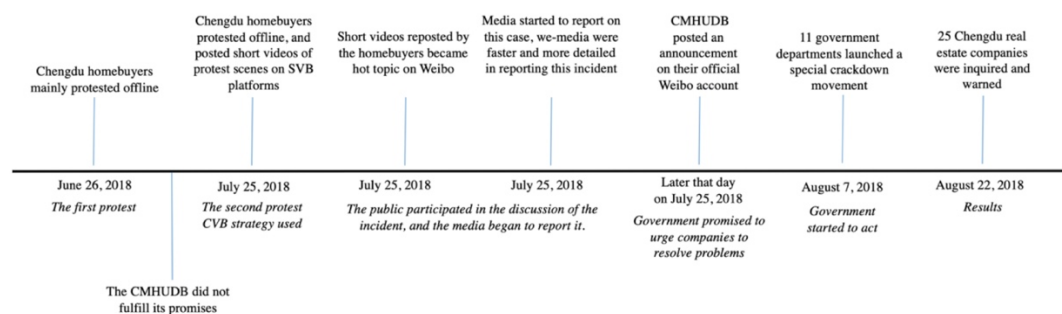 Chengdu homebuyers
mainly protested offline
Chengdu homebuyers
protested offline, and
posted short videos of
protest scenes on SVB
platforms
Short videos reposted by
the homebuyers became
hot topic on Weibo
Media started to report on
this case, we-media were
faster and more detailed
in reporting this incident
CMHUDB
posted an
announcement
on their official
Weibo account
11 government
departments launched a
special crackdown
movement
25 Chengdu real
estate companies
were inquired and
warned
June 26, 2018
The first protest
July 25, 2018
The second protest
CVB strategy used
July 25, 2018
July 25, 2018
The public participated in the discussion of the
incident, and the media began to report it.
Later that day
on July 25, 2018
Government promised to
urge companies to
resolve problems
August 7, 2018
Government
started to act
August 22, 2018
Results
The CMHUDB did not
fulfill its promises